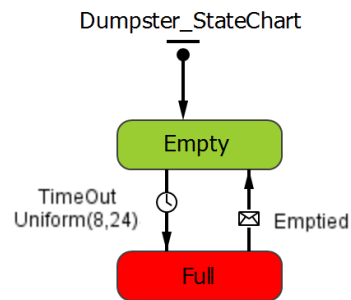 Dumpster_StateChart
Empty
TimeOut
Uniform(8,24)
Emptied
Full